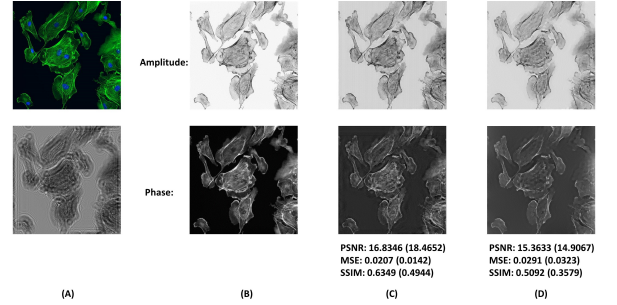 Amplitude:
Phase:
PSNR: 16.8346 (18.4652)
MSE: 0.0207 (0.0142)
SSIM: 0.6349 (0.4944)
PSNR: 15.3633 (14.9067)
MSE: 0.0291 (0.0323)
SSIM: 0.5092 (0.3579)
(A)
(B)
(C)
(D)